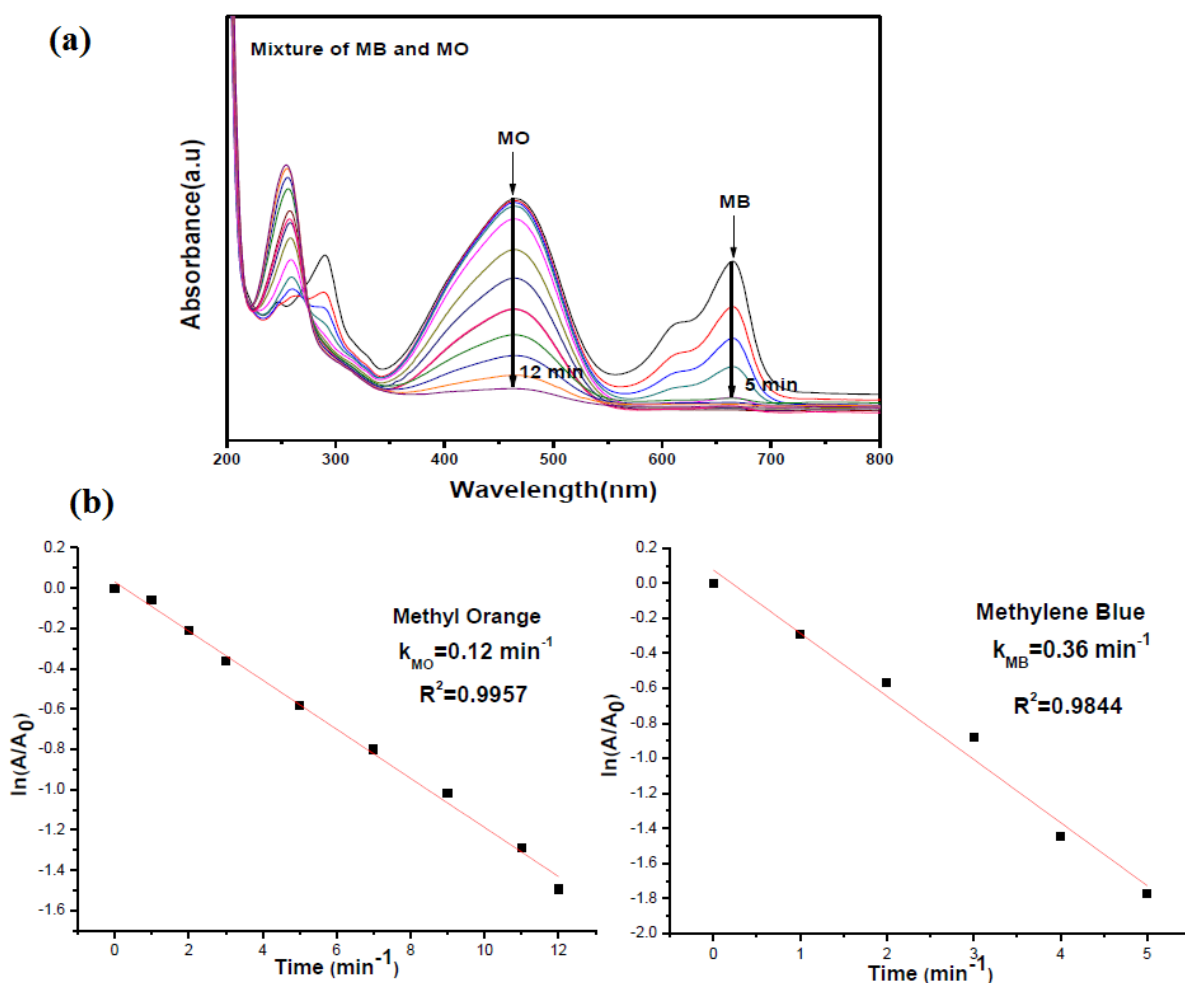 (a)
Mixture of MB and MO
MO
MB
12 min
5 min
Absorbance(a.u)
200 300 400 500 600 700 800
Wavelength(nm)
(b)
0.2
0.0
-0.2
-0.4
-0.6
-0.8
-1.0
-1.2
-1.4
-1.6
ln(A/A0)
Methyl Orange
kMO=0.12 min-1
R2=0.9957
0 2 4 6 8 10 12
Time (min-1)
0.2
0.0
-0.2
-0.4
-0.6
-0.8
-1.0
-1.2
-1.4
-1.6
-1.8
-2.0
ln(A/A0)
Methylene Blue
kMB=0.36 min-1
R2=0.9844
0 1 2 3 4 5
Time (min-1)